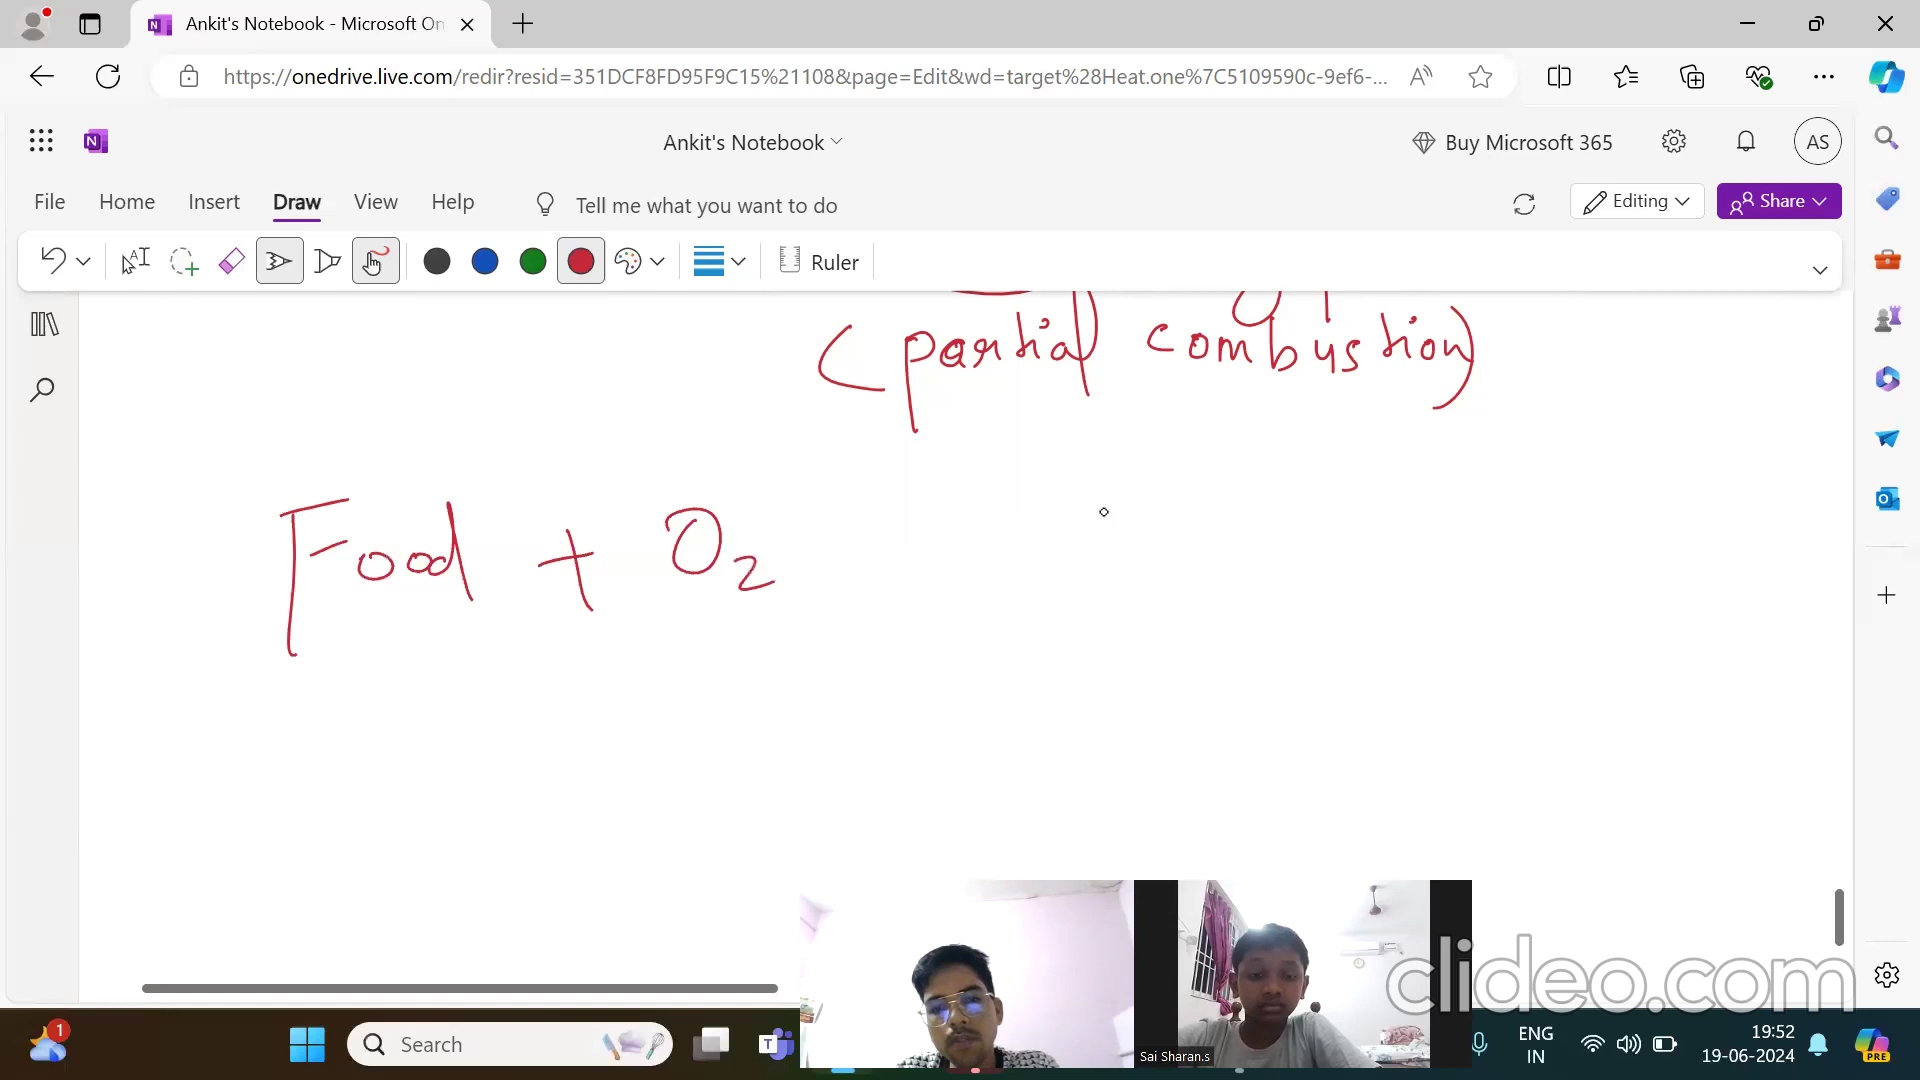 Ankit's Notebook - Microsoft On
https://onedrive.live.com/redir?resid=351DCF8FD95F9C15%21108&page=Edit&wd=target%28Heat.one%7C5109590c-9ef6-...
Ankit's Notebook
Buy Microsoft 365
AS
File Home Insert Draw View Help Tell me what you want to do
Editing
Share
Ruler
(partial combustion)
Food + O2
clideo.com
Sai Sharan.s
1
Search
ENG
IN
19:52
19-06-2024
PRE